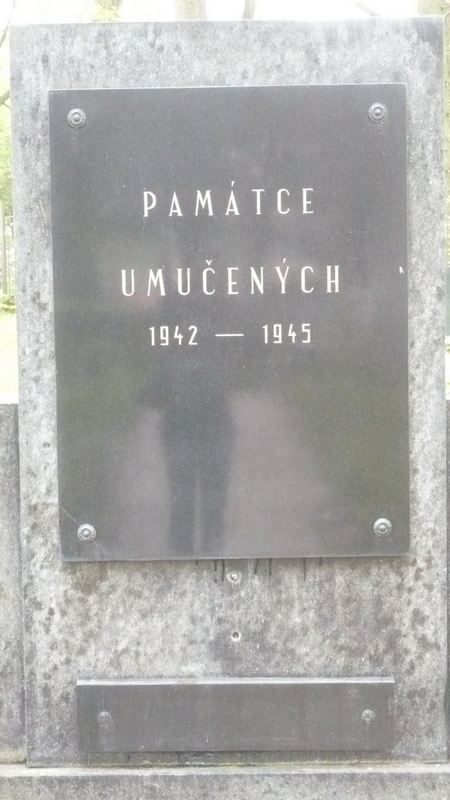 PAMÁTCE
UMUČENÝCH
1942 — 1945